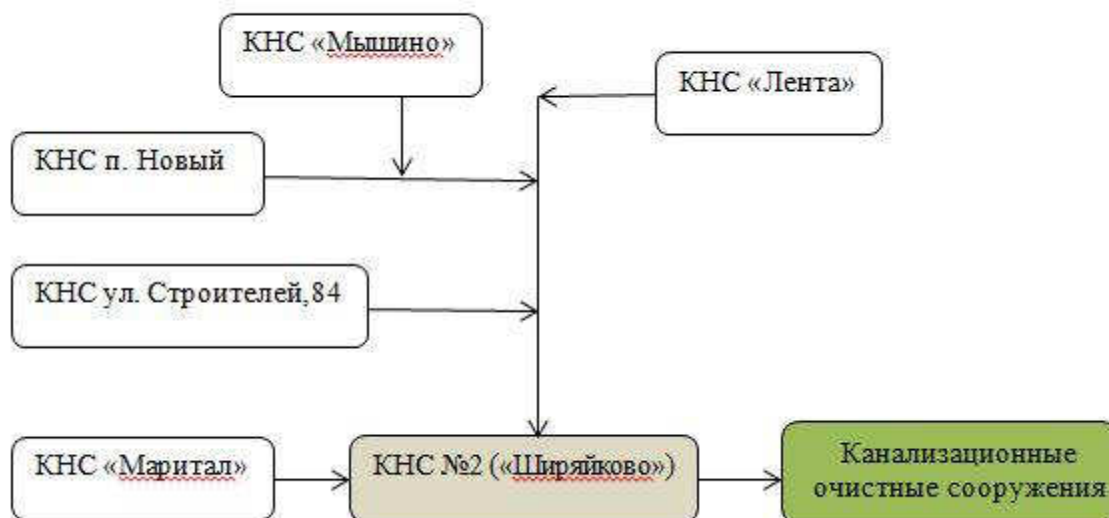 КНС «Мышино»
КНС «Лента»
КНС п. Новый
КНС ул. Строителей,84
КНС «Маритал»
КНС №2 («Ширяйково»)
Канализационные
очистные сооружения